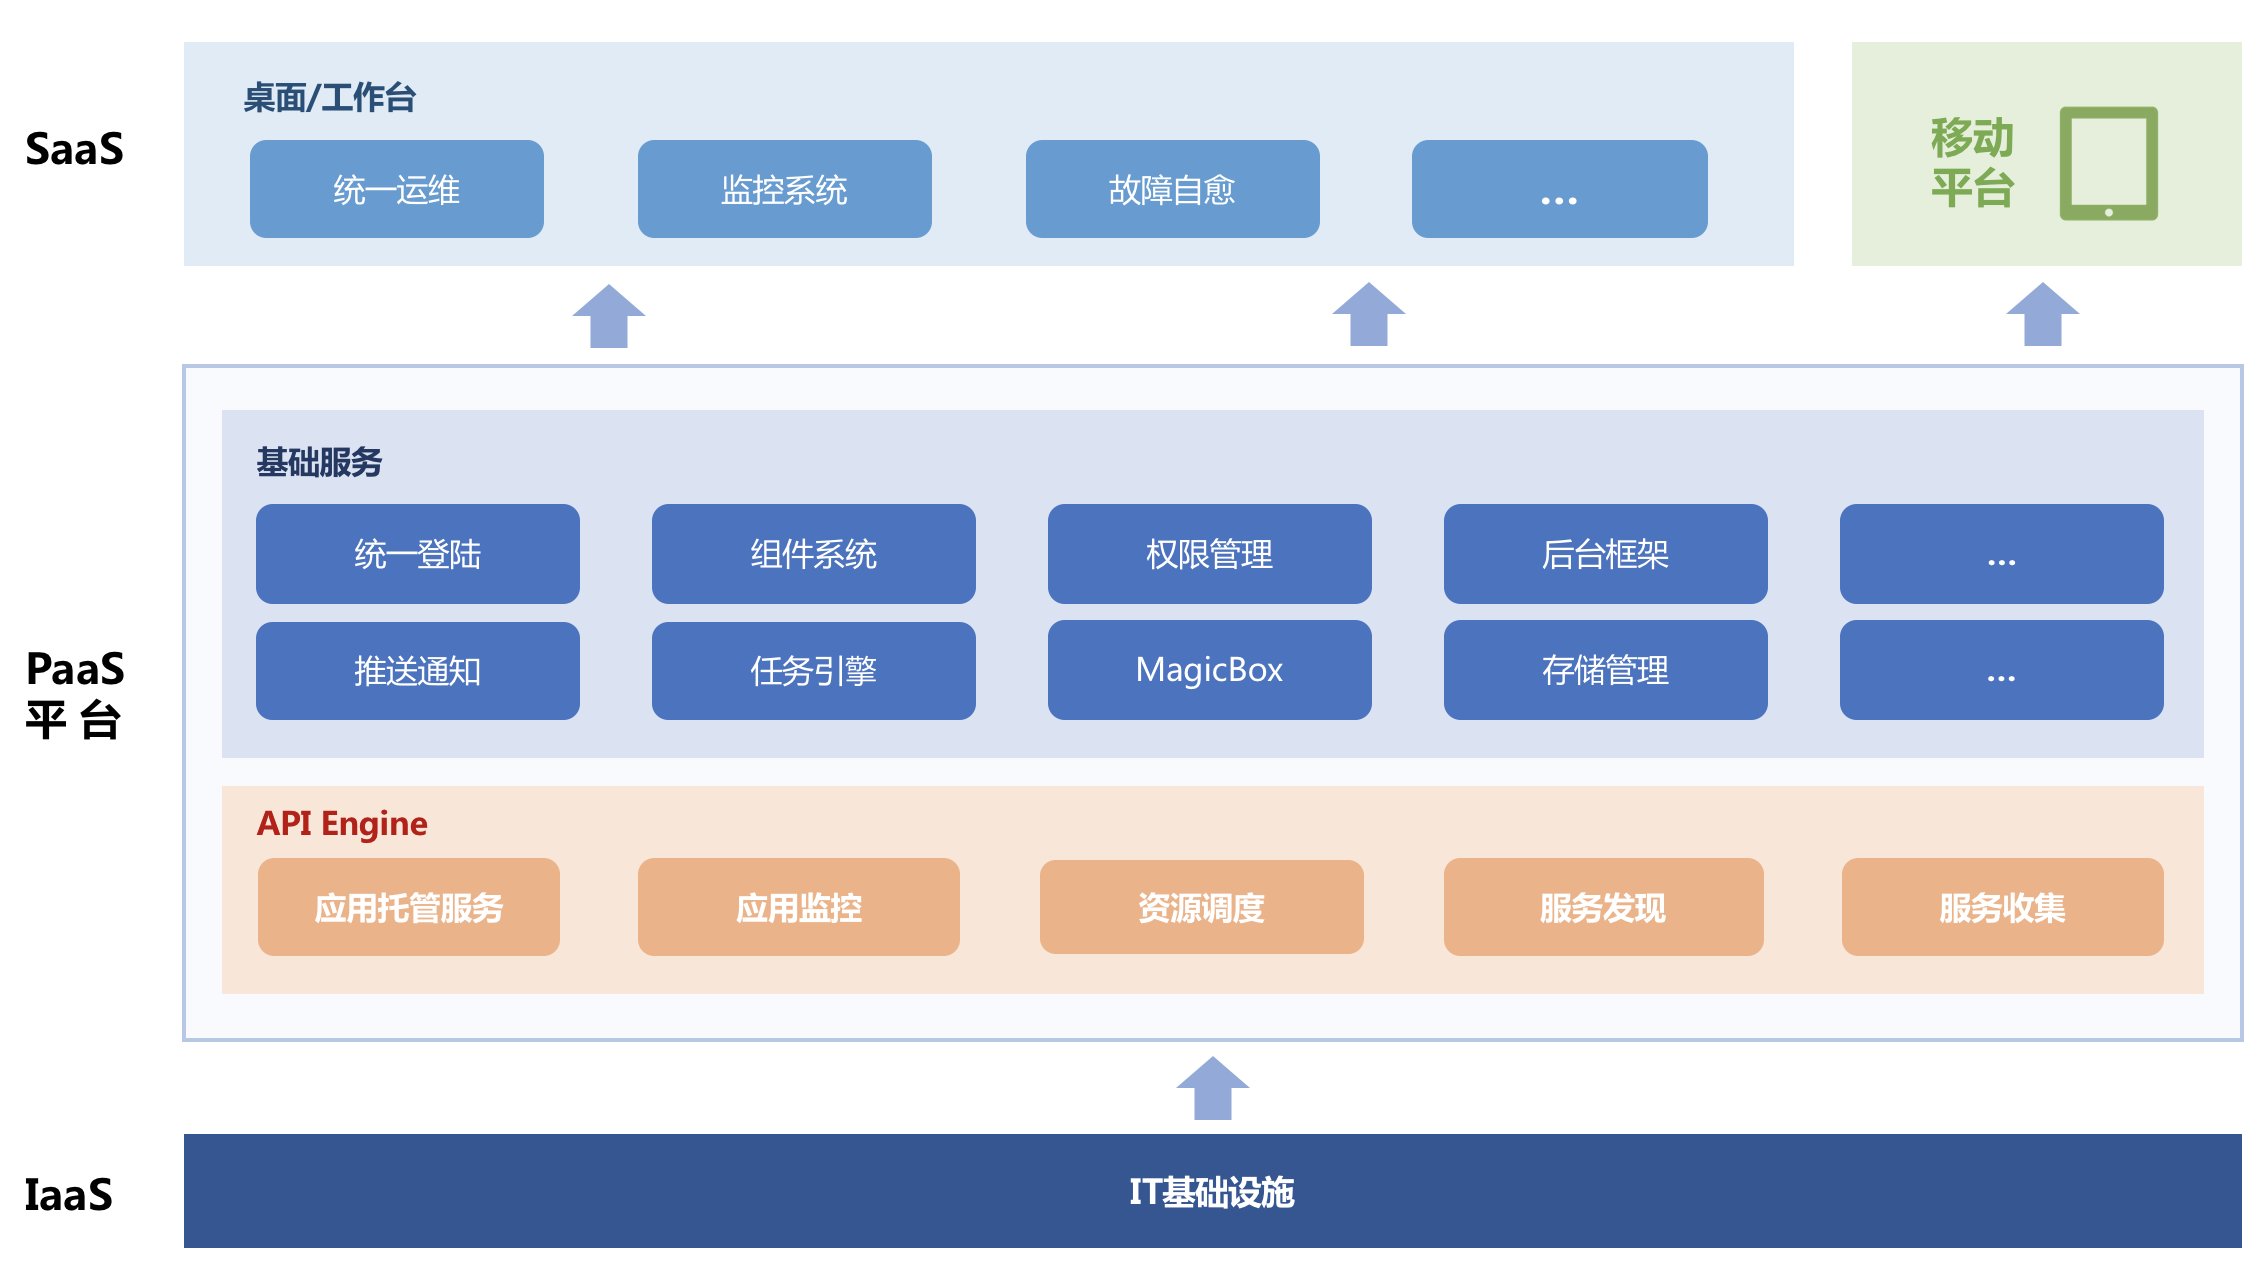 SaaS
桌面/工作台
统一运维
监控系统
故障自愈
...
移动
平台
PaaS
平 台
基础服务
统一登陆
组件系统
权限管理
后台框架
...
推送通知
任务引擎
MagicBox
存储管理
...
API Engine
应用托管服务
应用监控
资源调度
服务发现
服务收集
IaaS
IT基础设施